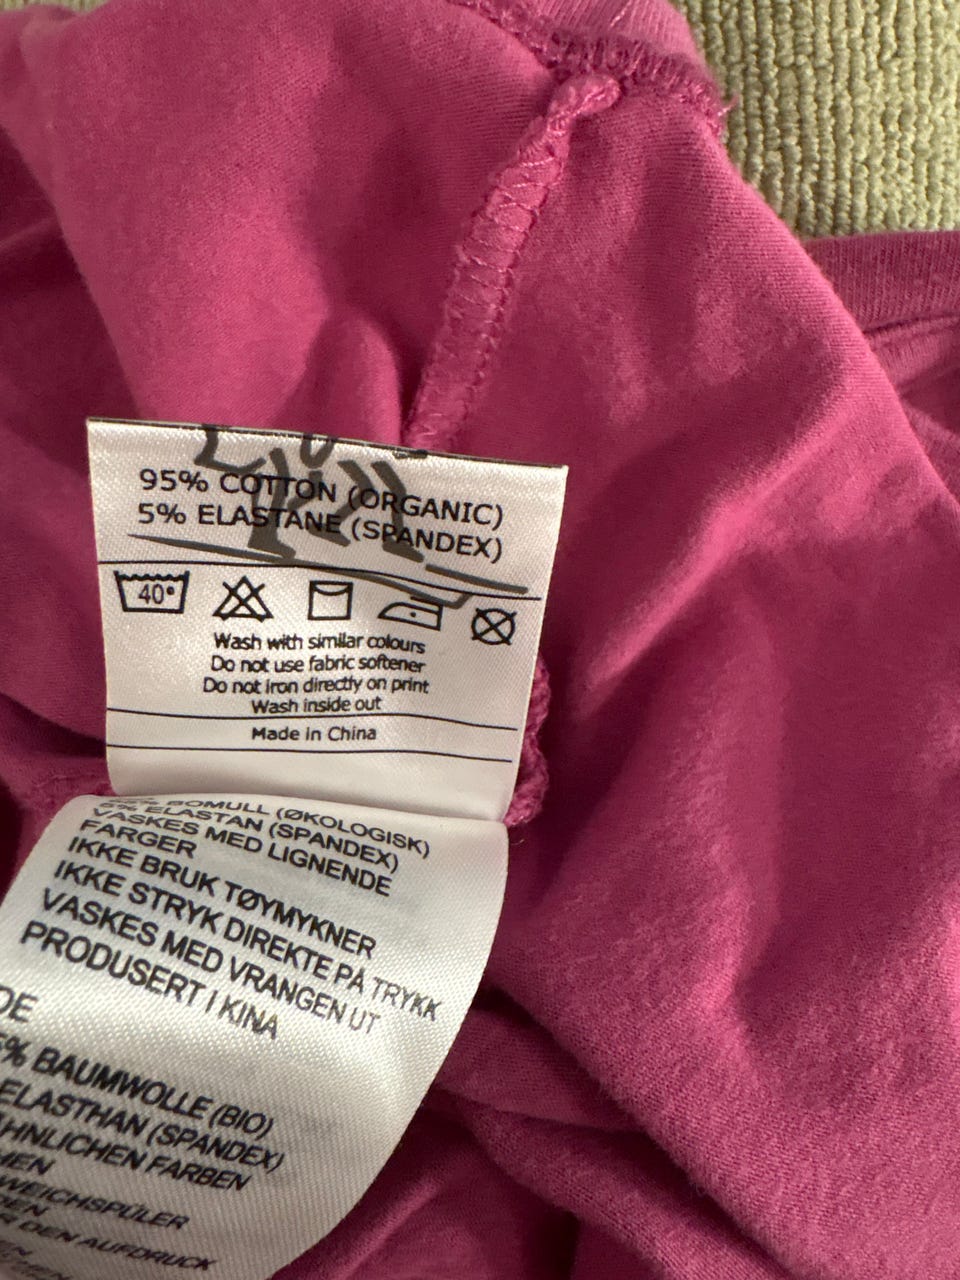 95% COTTON (ORGANIC)
5% ELASTANE (SPANDEX)
40°
Wash with similar colours
Do not use fabric softener
Do not iron directly on print
Wash inside out
Made in China
BOMULL (ØKOLOGISK)
5% ELASTAN (SPANDEX)
VASKES MED LIGNENDE
FARGER
IKKE BRUK TØYMYKNER
IKKE STRYK DIREKTE PÅ TRYKK
VASKES MED VRANGEN UT
PRODUSERT I KINA
DE
% BAUMWOLLE (BIO)
ELASTHAN (SPANDEX)
FARBEN
WEICHSPÜLER
DEN AUFDRUCK